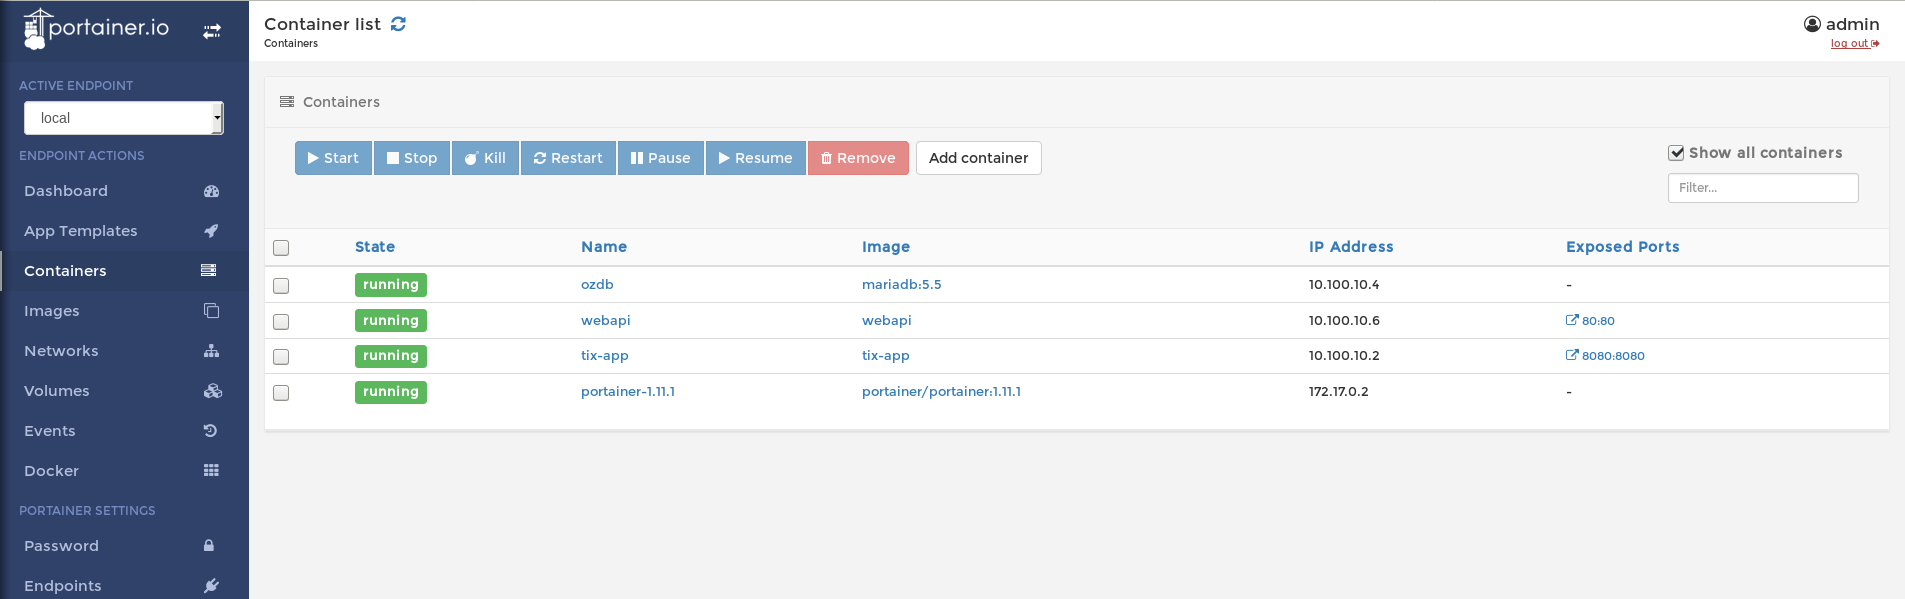 portainer.io
Container list
Containers
admin
log out
ACTIVE ENDPOINT
local
ENDPOINT ACTIONS
Dashboard
App Templates
Containers
Images
Networks
Volumes
Events
Docker
PORTAINER SETTINGS
Password
Endpoints
Containers
Start Stop Kill Restart Pause Resume Remove Add container
Show all containers
Filter...
State Name Image IP Address Exposed Ports
running ozdb mariadb:5.5 10.100.10.4 -
running webapi webapi 10.100.10.6 80:80
running tix-app tix-app 10.100.10.2 8080:8080
running portainer-1.11.1 portainer/portainer:1.11.1 172.17.0.2 -